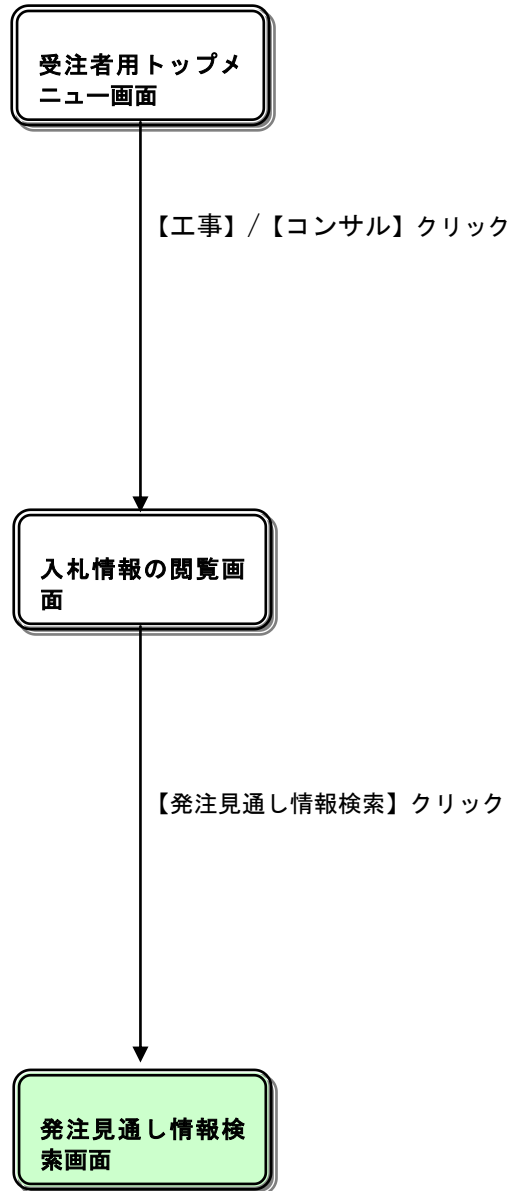 受注者用トップメ
ニュー画面
【工事】/【コンサル】クリック
入札情報の閲覧画
面
【発注見通し情報検索】クリック
発注見通し情報検
索画面